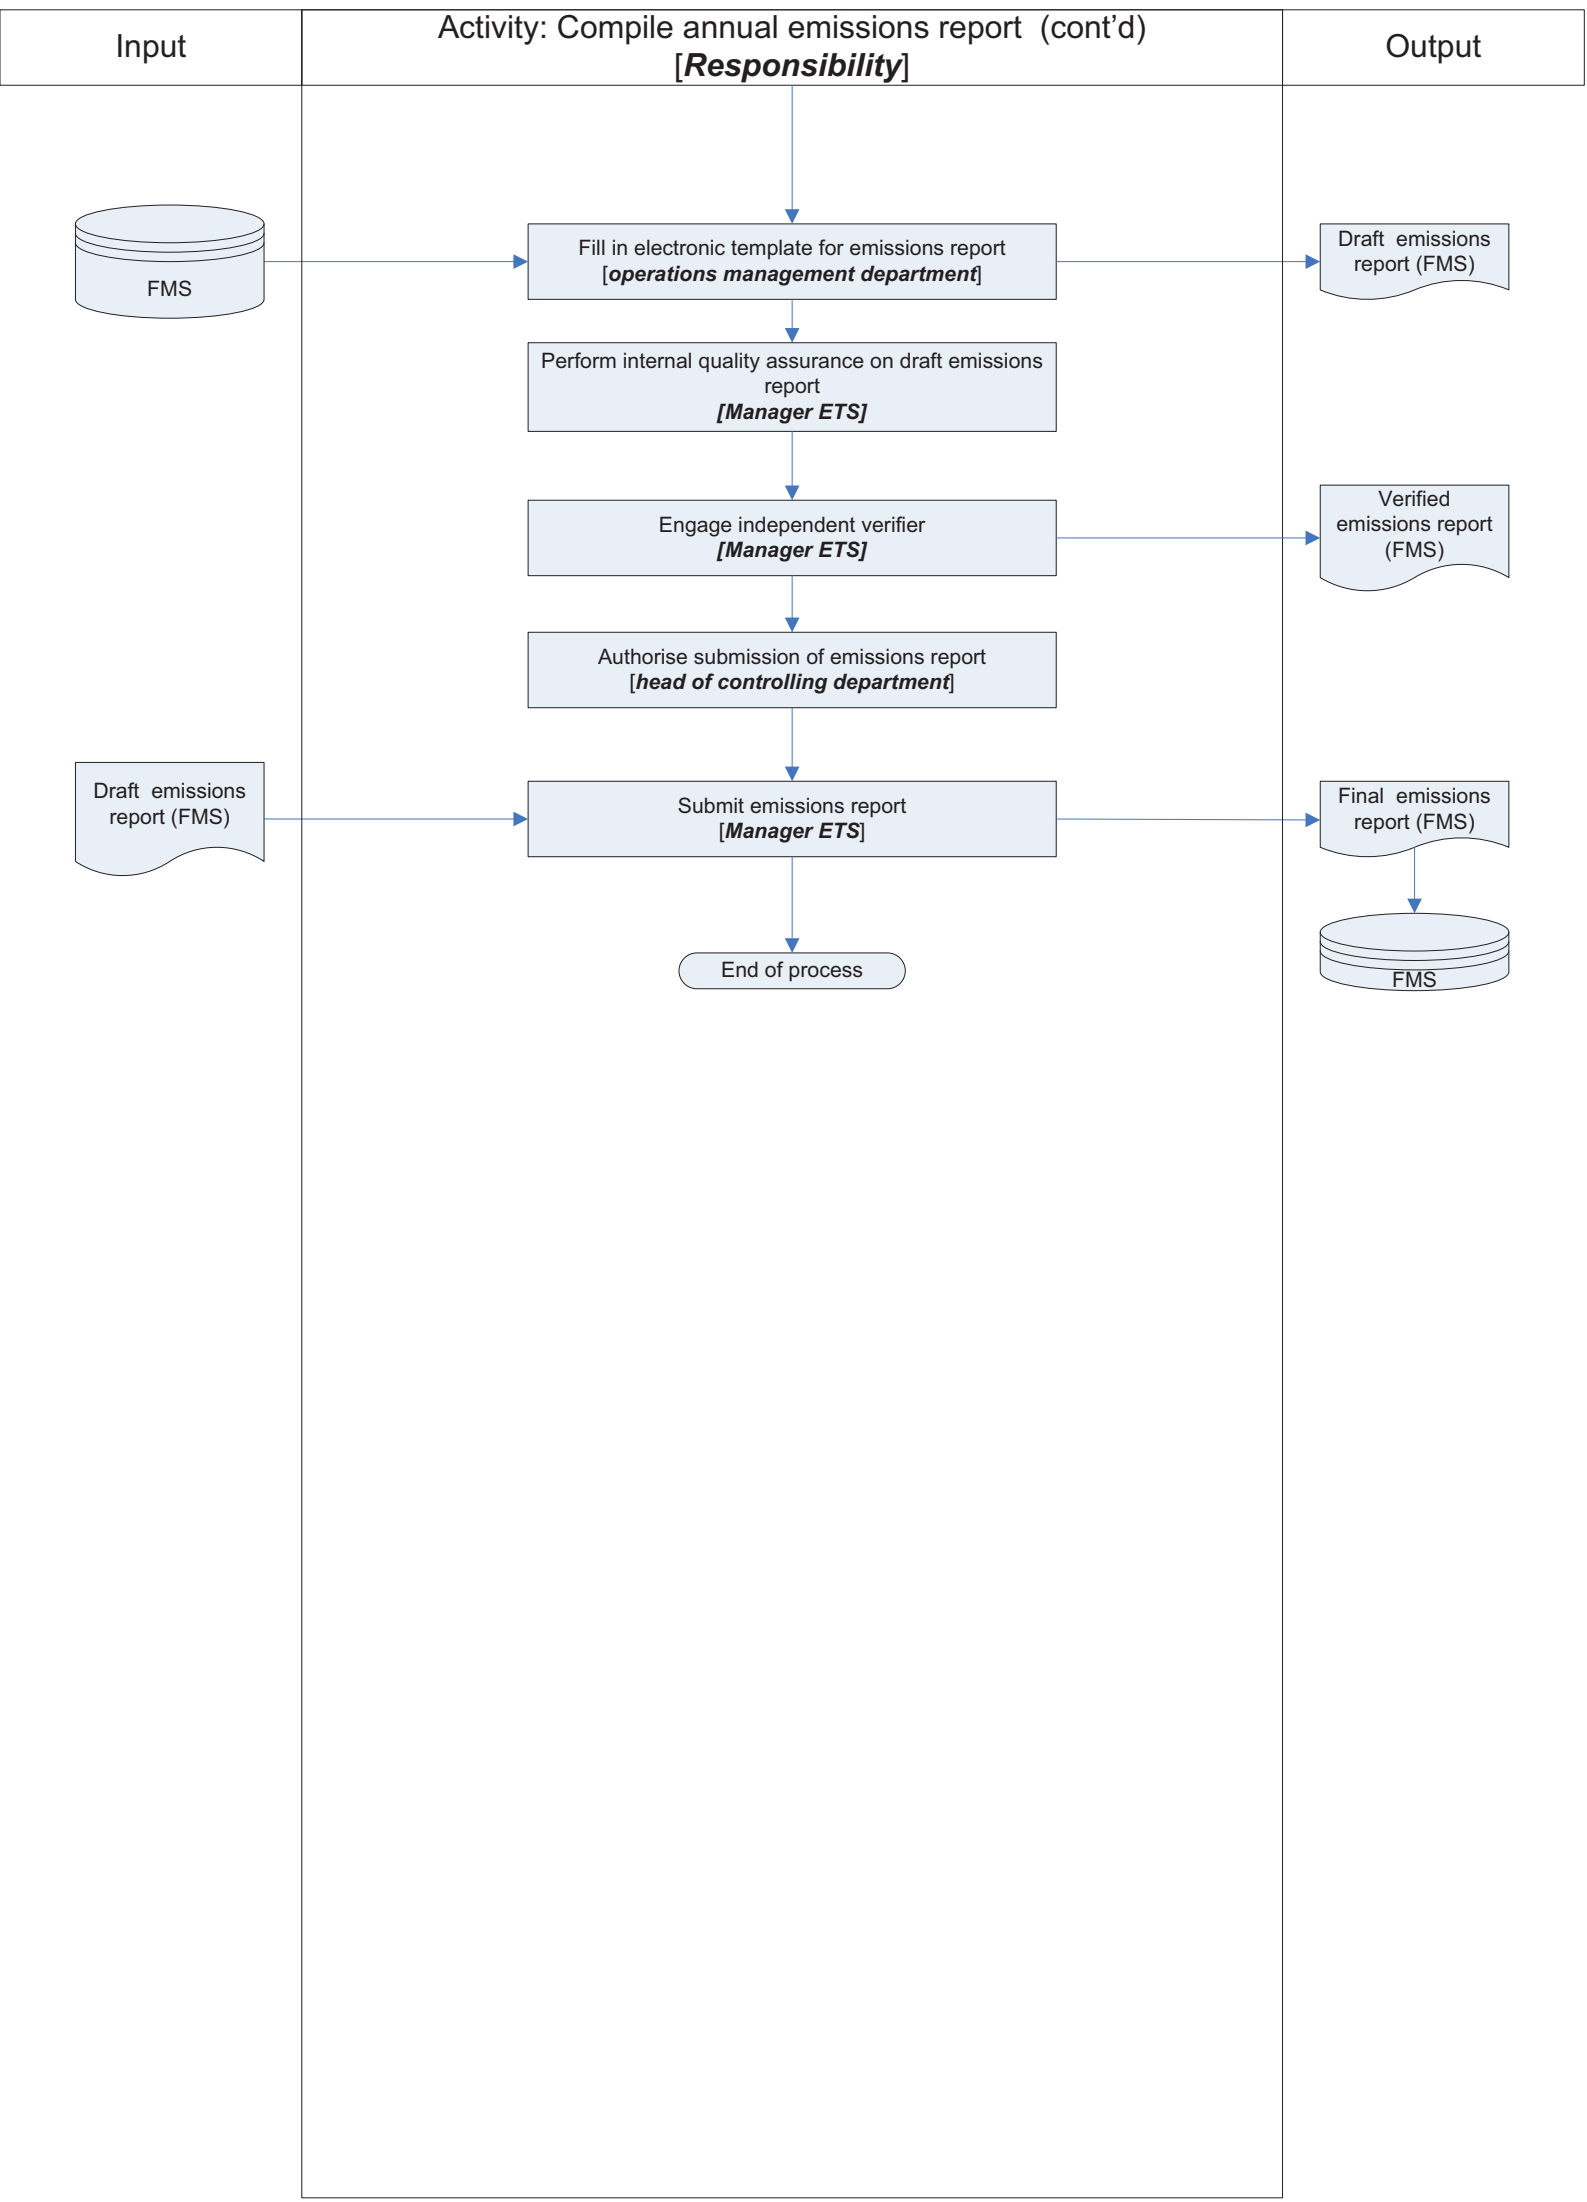 Input
Activity: Compile annual emissions report (cont’d)
[Responsibility]
Output
FMS
Fill in electronic template for emissions report
[operations management department]
Draft emissions
report (FMS)
Perform internal quality assurance on draft emissions
report
[Manager ETS]
Engage independent verifier
[Manager ETS]
Verified
emissions report
(FMS)
Authorise submission of emissions report
[head of controlling department]
Draft emissions
report (FMS)
Submit emissions report
[Manager ETS]
Final emissions
report (FMS)
End of process
FMS